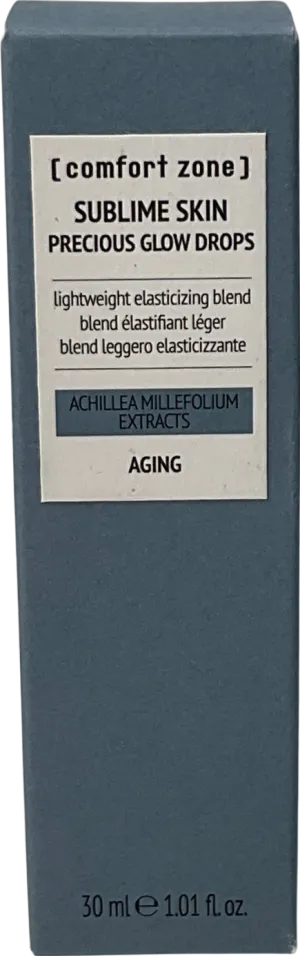 [comfort zone]
SUBLIME SKIN
PRECIOUS GLOW DROPS
lightweight elasticizing blend
blend élastifiant léger
blend leggero elasticizzante
ACHILLEA MILLEFOLIUM
EXTRACTS
AGING
30 ml ℮ 1.01 fl. oz.